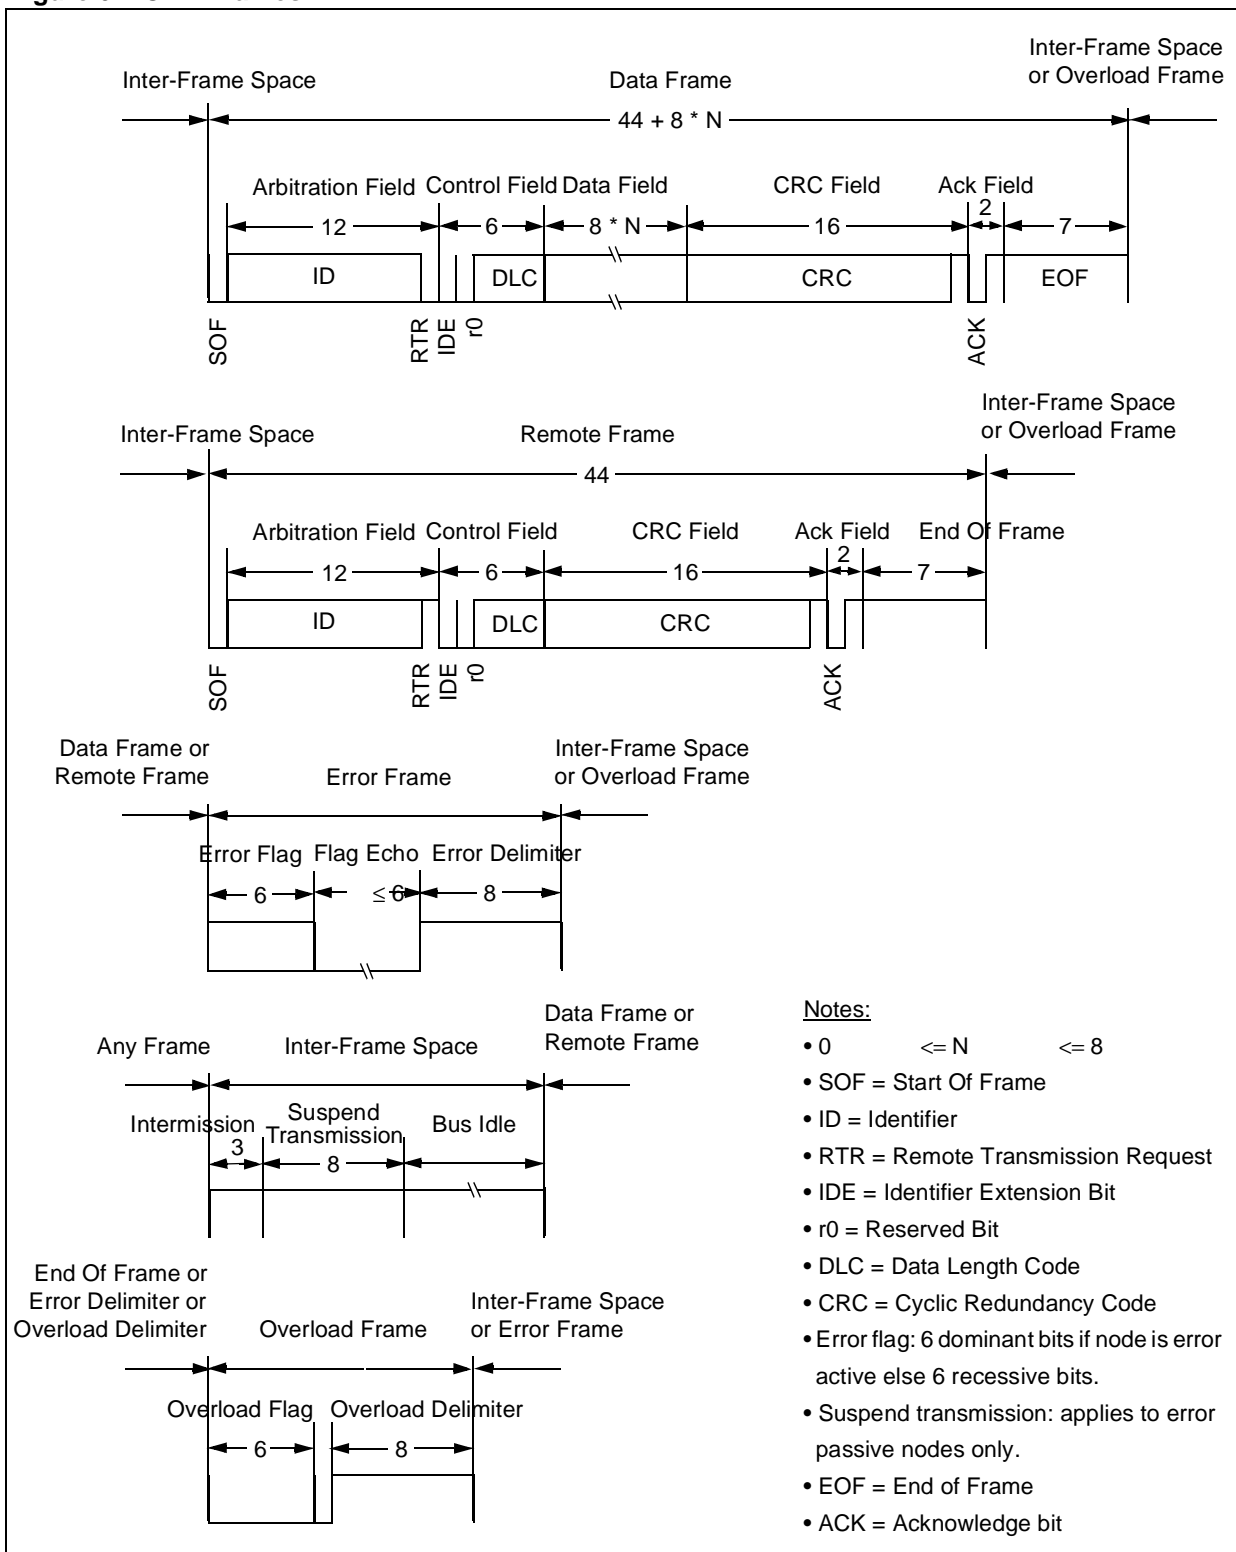 Inter-Frame Space
Data Frame
Inter-Frame Space
or Overload Frame
44 + 8 * N
Arbitration Field
Control Field
Data Field
CRC Field
Ack Field
12
6
8 * N
16
2
7
ID
DLC
CRC
EOF
SOF
RTR
IDE
r0
ACK
Inter-Frame Space
Remote Frame
Inter-Frame Space
or Overload Frame
44
Arbitration Field
Control Field
CRC Field
Ack Field
End Of Frame
12
6
16
2
7
ID
DLC
CRC
SOF
RTR
IDE
r0
ACK
Data Frame or
Remote Frame
Error Frame
Inter-Frame Space
or Overload Frame
Error Flag
Flag Echo
Error Delimiter
6
≤ 6
8
Any Frame
Inter-Frame Space
Data Frame or
Remote Frame
Intermission
Suspend
Transmission
Bus Idle
3
8
End Of Frame or
Error Delimiter or
Overload Delimiter
Overload Frame
Inter-Frame Space
or Error Frame
Overload Flag
Overload Delimiter
6
8
Notes:
• 0 <= N <= 8
• SOF = Start Of Frame
• ID = Identifier
• RTR = Remote Transmission Request
• IDE = Identifier Extension Bit
• r0 = Reserved Bit
• DLC = Data Length Code
• CRC = Cyclic Redundancy Code
• Error flag: 6 dominant bits if node is error
active else 6 recessive bits.
• Suspend transmission: applies to error
passive nodes only.
• EOF = End of Frame
• ACK = Acknowledge bit